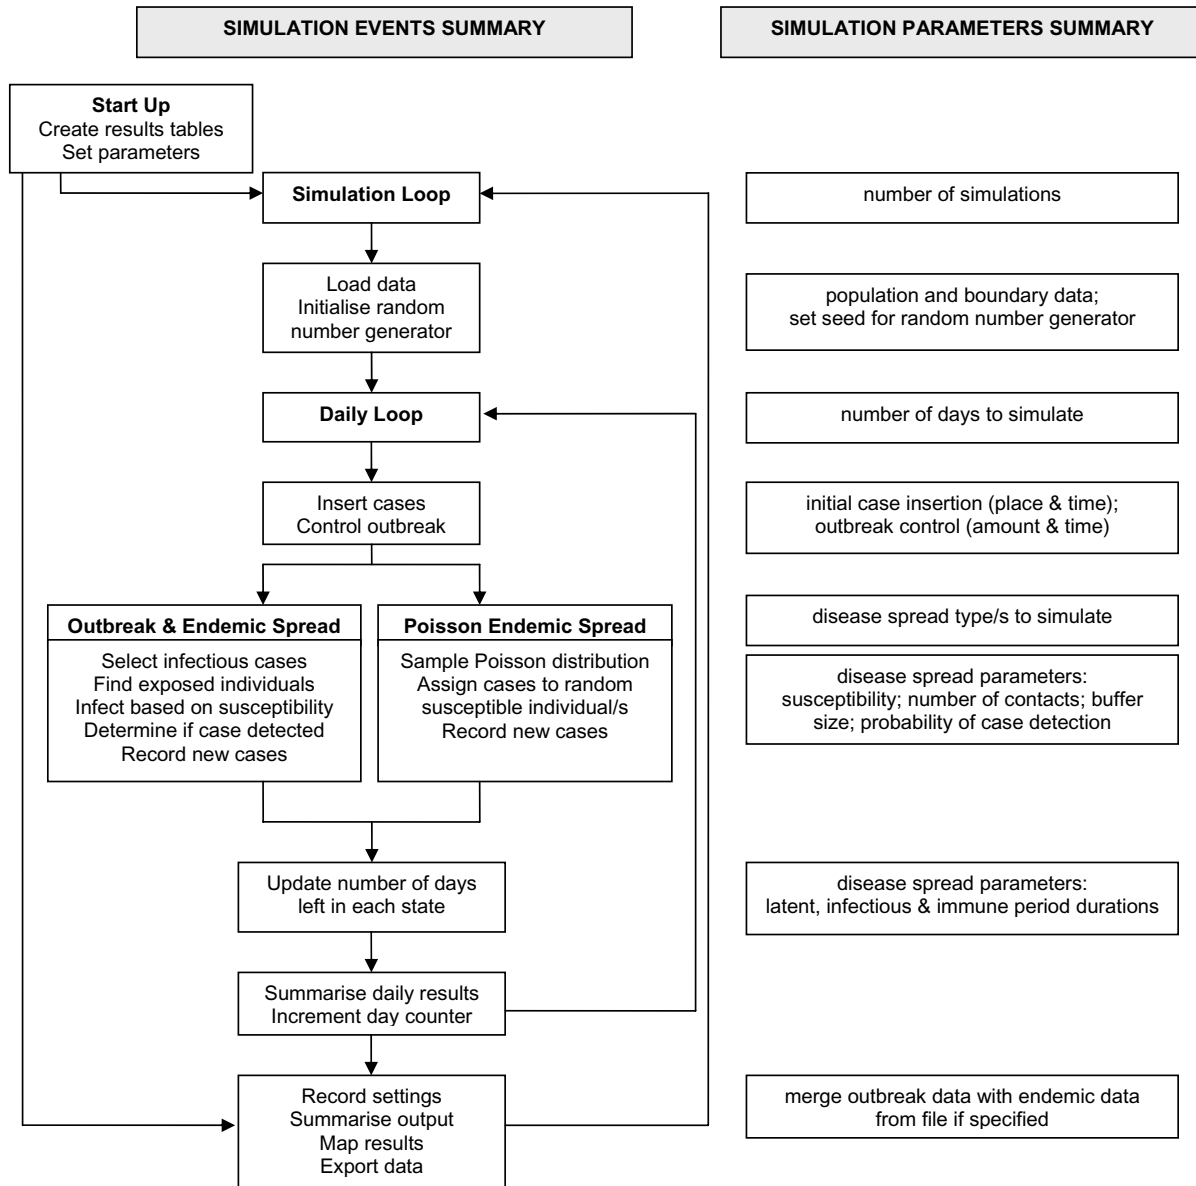 SIMULATION EVENTS SUMMARY
SIMULATION PARAMETERS SUMMARY
Start Up
Create results tables
Set parameters
Simulation Loop
number of simulations
Load data
Initialise random
number generator
population and boundary data;
set seed for random number generator
Daily Loop
number of days to simulate
Insert cases
Control outbreak
initial case insertion (place & time);
outbreak control (amount & time)
Outbreak & Endemic Spread
Select infectious cases
Find exposed individuals
Infect based on susceptibility
Determine if case detected
Record new cases
Poisson Endemic Spread
Sample Poisson distribution
Assign cases to random
susceptible individual/s
Record new cases
disease spread type/s to simulate
disease spread parameters:
susceptibility; number of contacts; buffer
size; probability of case detection
Update number of days
left in each state
disease spread parameters:
latent, infectious & immune period durations
Summarise daily results
Increment day counter
Record settings
Summarise output
Map results
Export data
merge outbreak data with endemic data
from file if specified